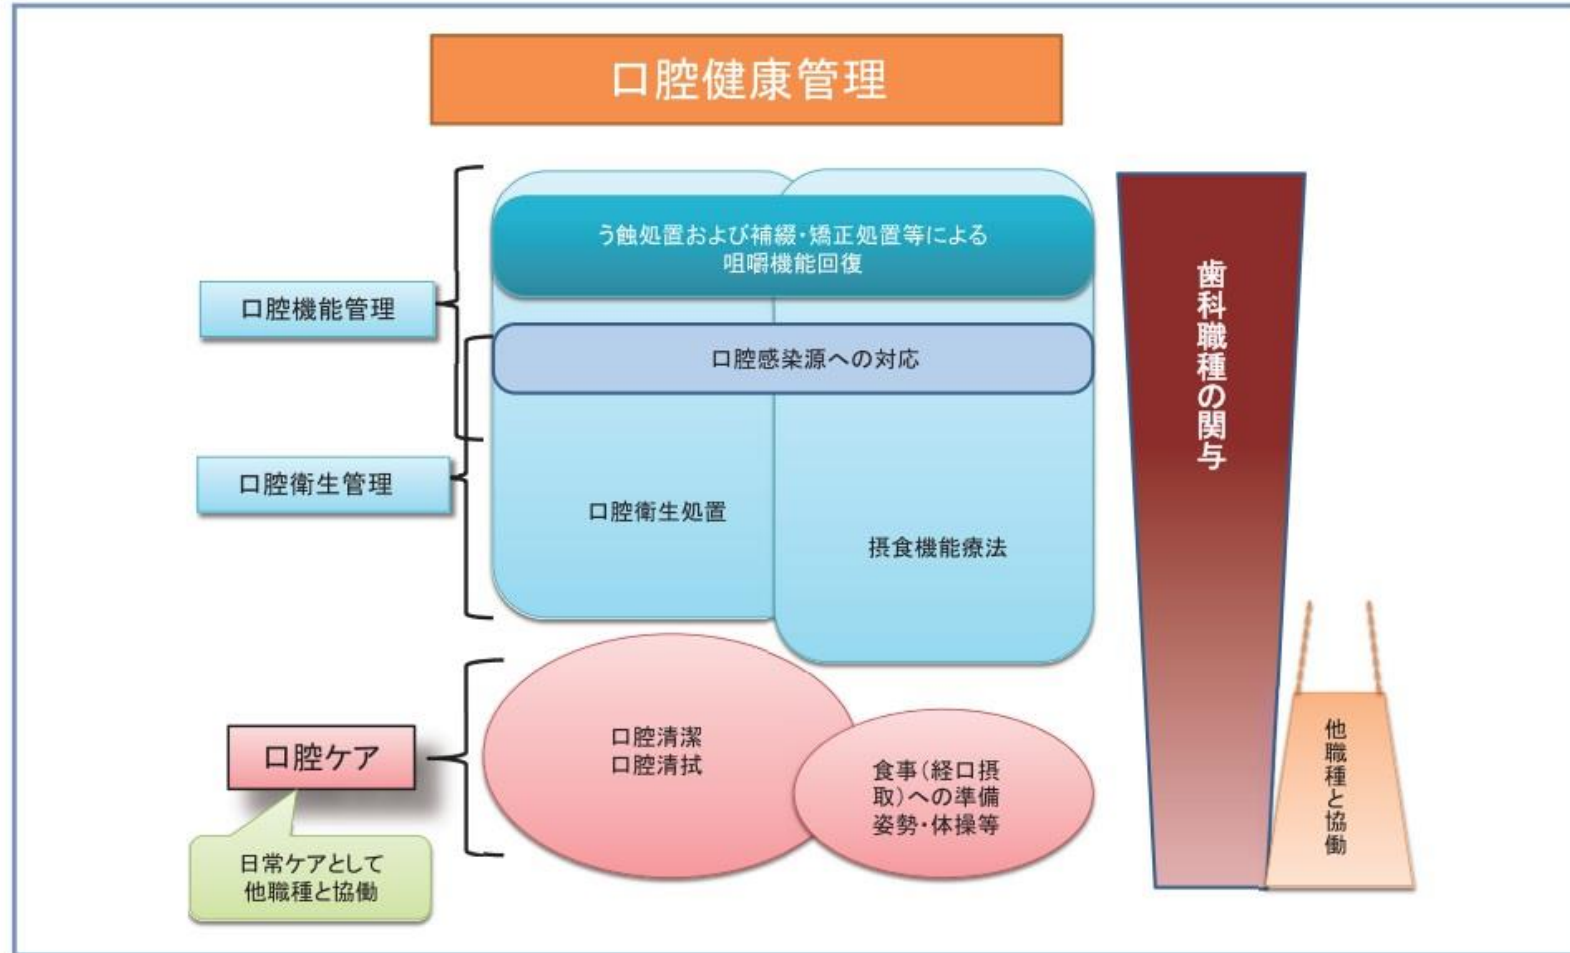 口腔健康管理
う蝕処置および補綴・矯正処置等による
咀嚼機能回復
口腔機能管理
口腔感染源への対応
口腔衛生管理
口腔衛生処置
摂食機能療法
歯科職種の関与
口腔ケア
口腔清潔
口腔清拭
食事(経口摂
取)への準備
姿勢・体操等
他職種と協働
日常ケアとして
他職種と協働